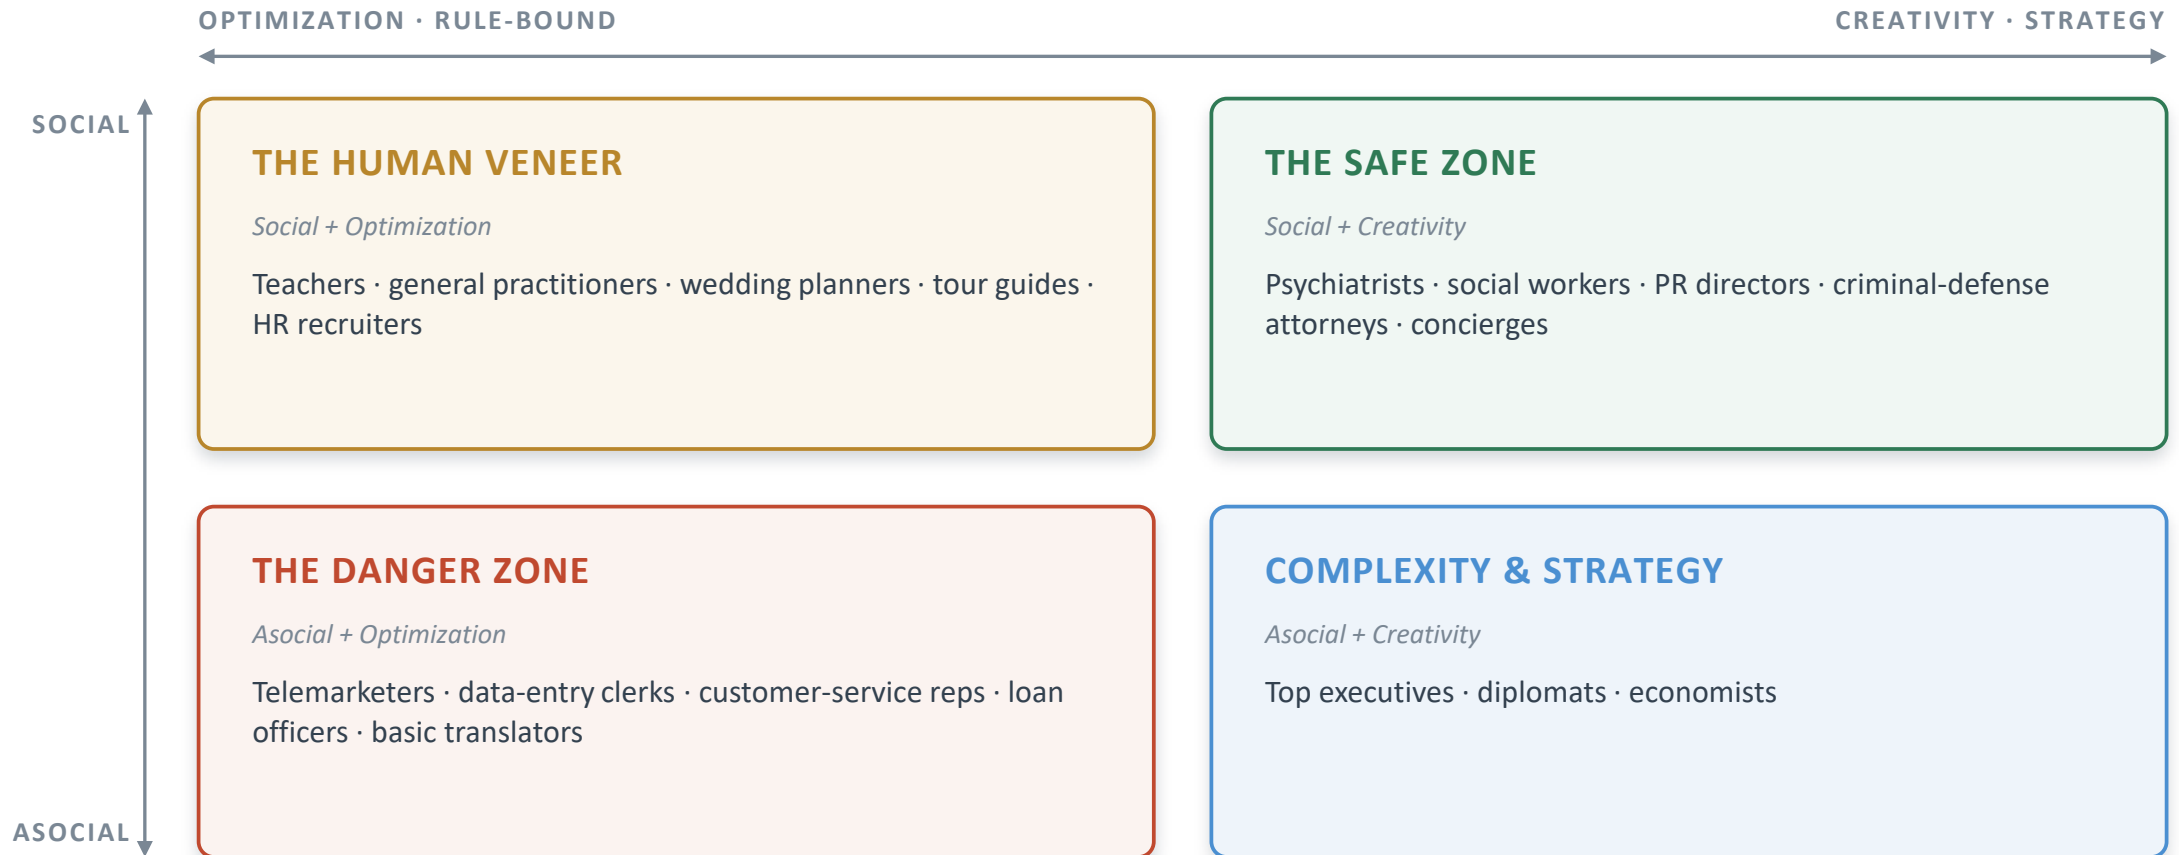 OPTIMIZATION · RULE-BOUND
CREATIVITY · STRATEGY
SOCIAL
THE HUMAN VENEER
Social + Optimization
Teachers · general practitioners · wedding planners · tour guides ·
HR recruiters
THE SAFE ZONE
Social + Creativity
Psychiatrists · social workers · PR directors · criminal-defense
attorneys · concierges
THE DANGER ZONE
Asocial + Optimization
Telemarketers · data-entry clerks · customer-service reps · loan
officers · basic translators
COMPLEXITY & STRATEGY
Asocial + Creativity
Top executives · diplomats · economists
ASOCIAL